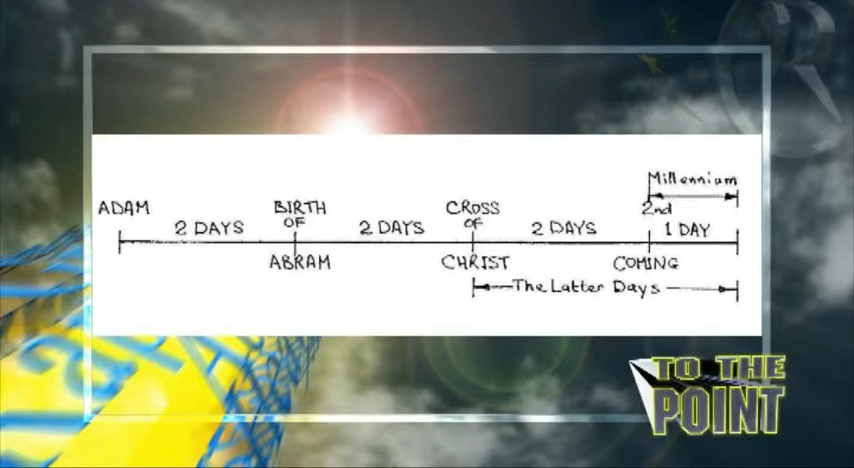 Millennium
ADAM
2 DAYS
BIRTH
OF
ABRAM
2 DAYS
CROSS
OF
CHRIST
2 DAYS
2nd
COMING
1 DAY
The Latter Days
TO THE
POINT